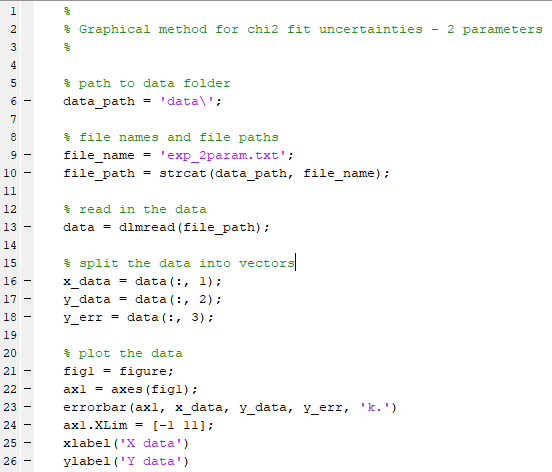 1 %
2 % Graphical method for chi2 fit uncertainties - 2 parameters
3 %
4
5 % path to data folder
6 - data_path = 'data\';
7
8 % file names and file paths
9 - file_name = 'exp_2param.txt';
10 - file_path = strcat(data_path, file_name);
11
12 % read in the data
13 - data = dlmread(file_path);
14
15 % split the data into vectors
16 - x_data = data(:, 1);
17 - y_data = data(:, 2);
18 - y_err = data(:, 3);
19
20 % plot the data
21 - fig1 = figure;
22 - ax1 = axes(fig1);
23 - errorbar(ax1, x_data, y_data, y_err, 'k.')
24 - ax1.XLim = [-1 11];
25 - xlabel('X data')
26 - ylabel('Y data')